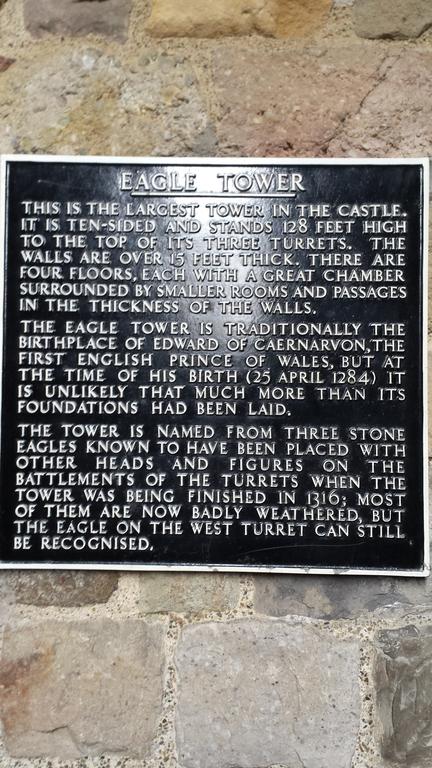 EAGLE TOWER
THIS IS THE LARGEST TOWER IN THE CASTLE.
IT IS TEN-SIDED AND STANDS 128 FEET HIGH
TO THE TOP OF ITS THREE TURRETS. THE
WALLS ARE OVER 15 FEET THICK. THERE ARE
FOUR FLOORS, EACH WITH A GREAT CHAMBER
SURROUNDED BY SMALLER ROOMS AND PASSAGES
IN THE THICKNESS OF THE WALLS.
THE EAGLE TOWER IS TRADITIONALLY THE
BIRTHPLACE OF EDWARD OF CAERNARVON, THE
FIRST ENGLISH PRINCE OF WALES, BUT AT
THE TIME OF HIS BIRTH (25 APRIL 1284) IT
IS UNLIKELY THAT MUCH MORE THAN ITS
FOUNDATIONS HAD BEEN LAID.
THE TOWER IS NAMED FROM THREE STONE
EAGLES KNOWN TO HAVE BEEN PLACED WITH
OTHER HEADS AND FIGURES ON THE
BATTLEMENTS OF THE TURRETS WHEN THE
TOWER WAS BEING FINISHED IN 1316; MOST
OF THEM ARE NOW BADLY WEATHERED, BUT
THE EAGLE ON THE WEST TURRET CAN STILL
BE RECOGNISED.